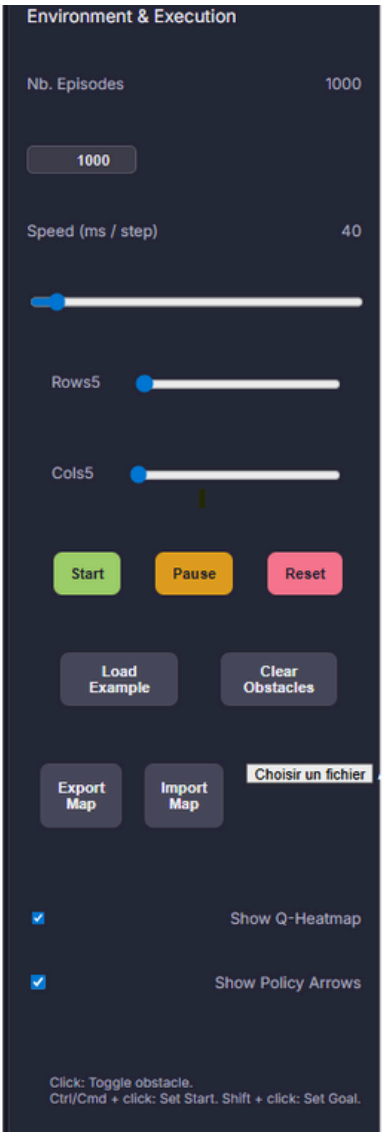 Environment & Execution
Nb. Episodes 1000
1000
Speed (ms / step) 40
Rows5
Cols5
Start Pause Reset
Load
Example
Clear
Obstacles
Export
Map
Import
Map
Choisir un fichier
Show Q-Heatmap
Show Policy Arrows
Click: Toggle obstacle.
Ctrl/Cmd + click: Set Start. Shift + click: Set Goal.